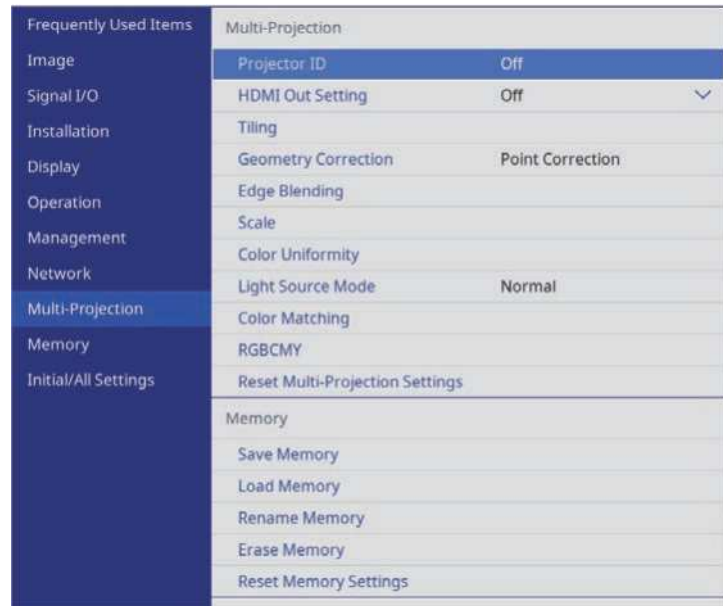 Frequently Used Items
Image
Signal I/O
Installation
Display
Operation
Management
Network
Multi-Projection
Memory
Initial/All Settings
Multi-Projection
Projector ID Off
HDMI Out Setting Off
Tiling
Geometry Correction Point Correction
Edge Blending
Scale
Color Uniformity
Light Source Mode Normal
Color Matching
RGBCMY
Reset Multi-Projection Settings
Memory
Save Memory
Load Memory
Rename Memory
Erase Memory
Reset Memory Settings